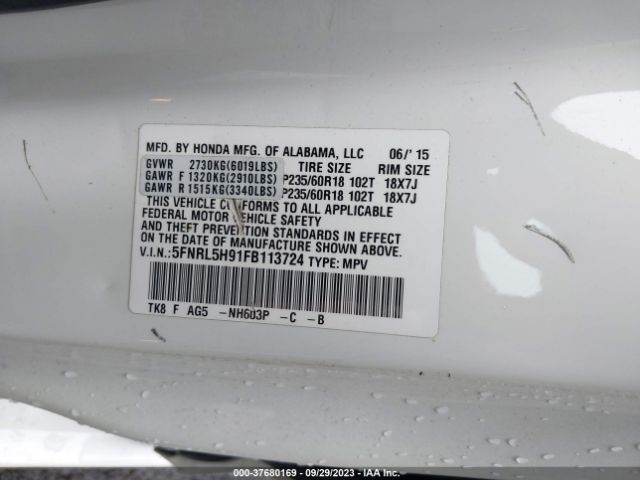 MFD. BY HONDA MFG. OF ALABAMA, LLC 06/'15
GVWR 2730KG(6019LBS) TIRE SIZE RIM SIZE
GAWR F 1320KG(2910LBS) P235/60R18 102T 18X7J
GAWR R 1515KG(3340LBS) P235/60R18 102T 18X7J
THIS VEHICLE CONFORMS TO ALL APPLICABLE
FEDERAL MOTOR VEHICLE SAFETY
AND THEFT PREVENTION STANDARDS IN EFFECT
ON THE DATE OF MANUFACTURE SHOWN ABOVE.
V.I.N.: 5FNRL5H91FB113724 TYPE: MPV
TK8 F AG5 -NH603P -C -B
000-37680169 - 09/29/2023 - IAA Inc.